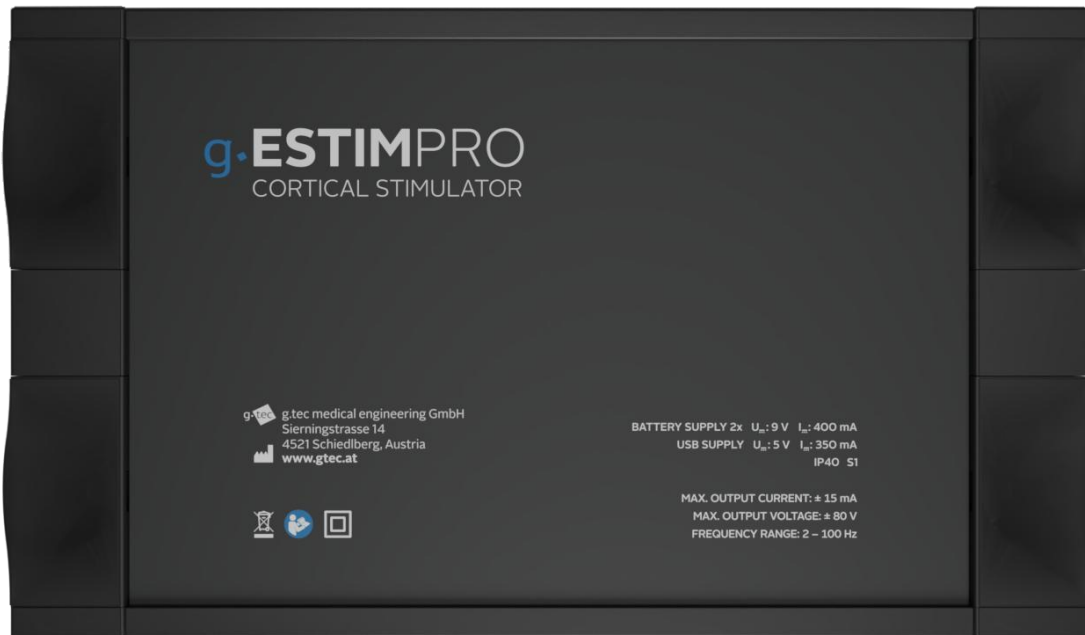 g.ESTIMPRO
CORTICAL STIMULATOR
g.tec
g.tec medical engineering GmbH
Sierningstrasse 14
4521 Schiedlberg, Austria
www.gtec.at
BATTERY SUPPLY 2x Uₘ: 9 V Iₘ: 400 mA
USB SUPPLY Uₘ: 5 V Iₘ: 350 mA
IP40 S1
MAX. OUTPUT CURRENT: ± 15 mA
MAX. OUTPUT VOLTAGE: ± 80 V
FREQUENCY RANGE: 2 – 100 Hz